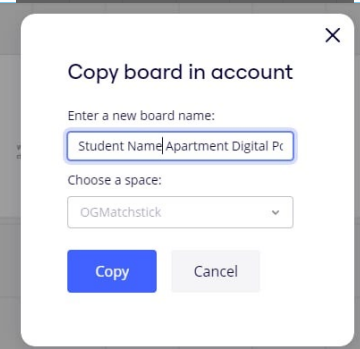 Copy board in account
Enter a new board name:
Student Name Apartment Digital
Choose a space:
OGMatchstick
Copy Cancel